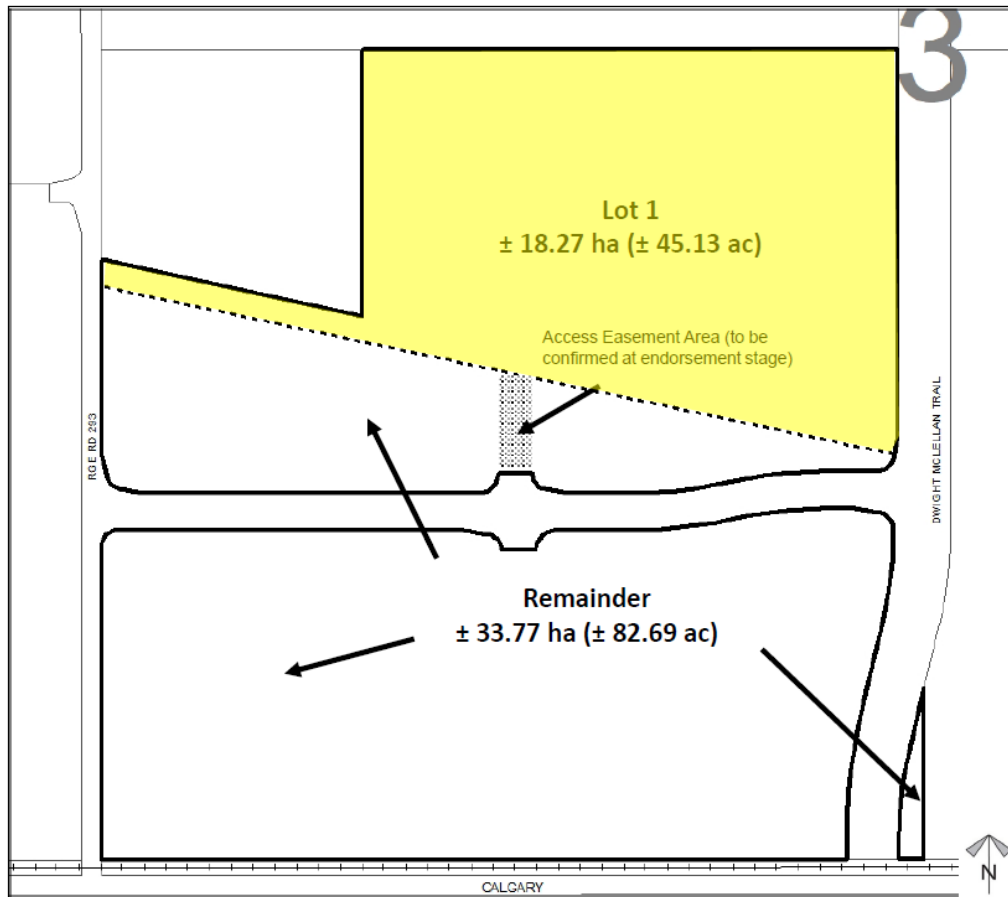 3
Lot 1
± 18.27 ha (± 45.13 ac)
Access Easement Area (to be
confirmed at endorsement stage)
RGE RD 293
DWIGHT MCLELLAN TRAIL
Remainder
± 33.77 ha (± 82.69 ac)
N
CALGARY